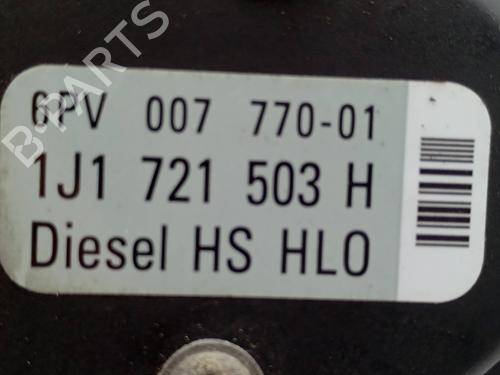 6PV 007 770-01
1J1 721 503 H
Diesel HS HLO
B-PARTS